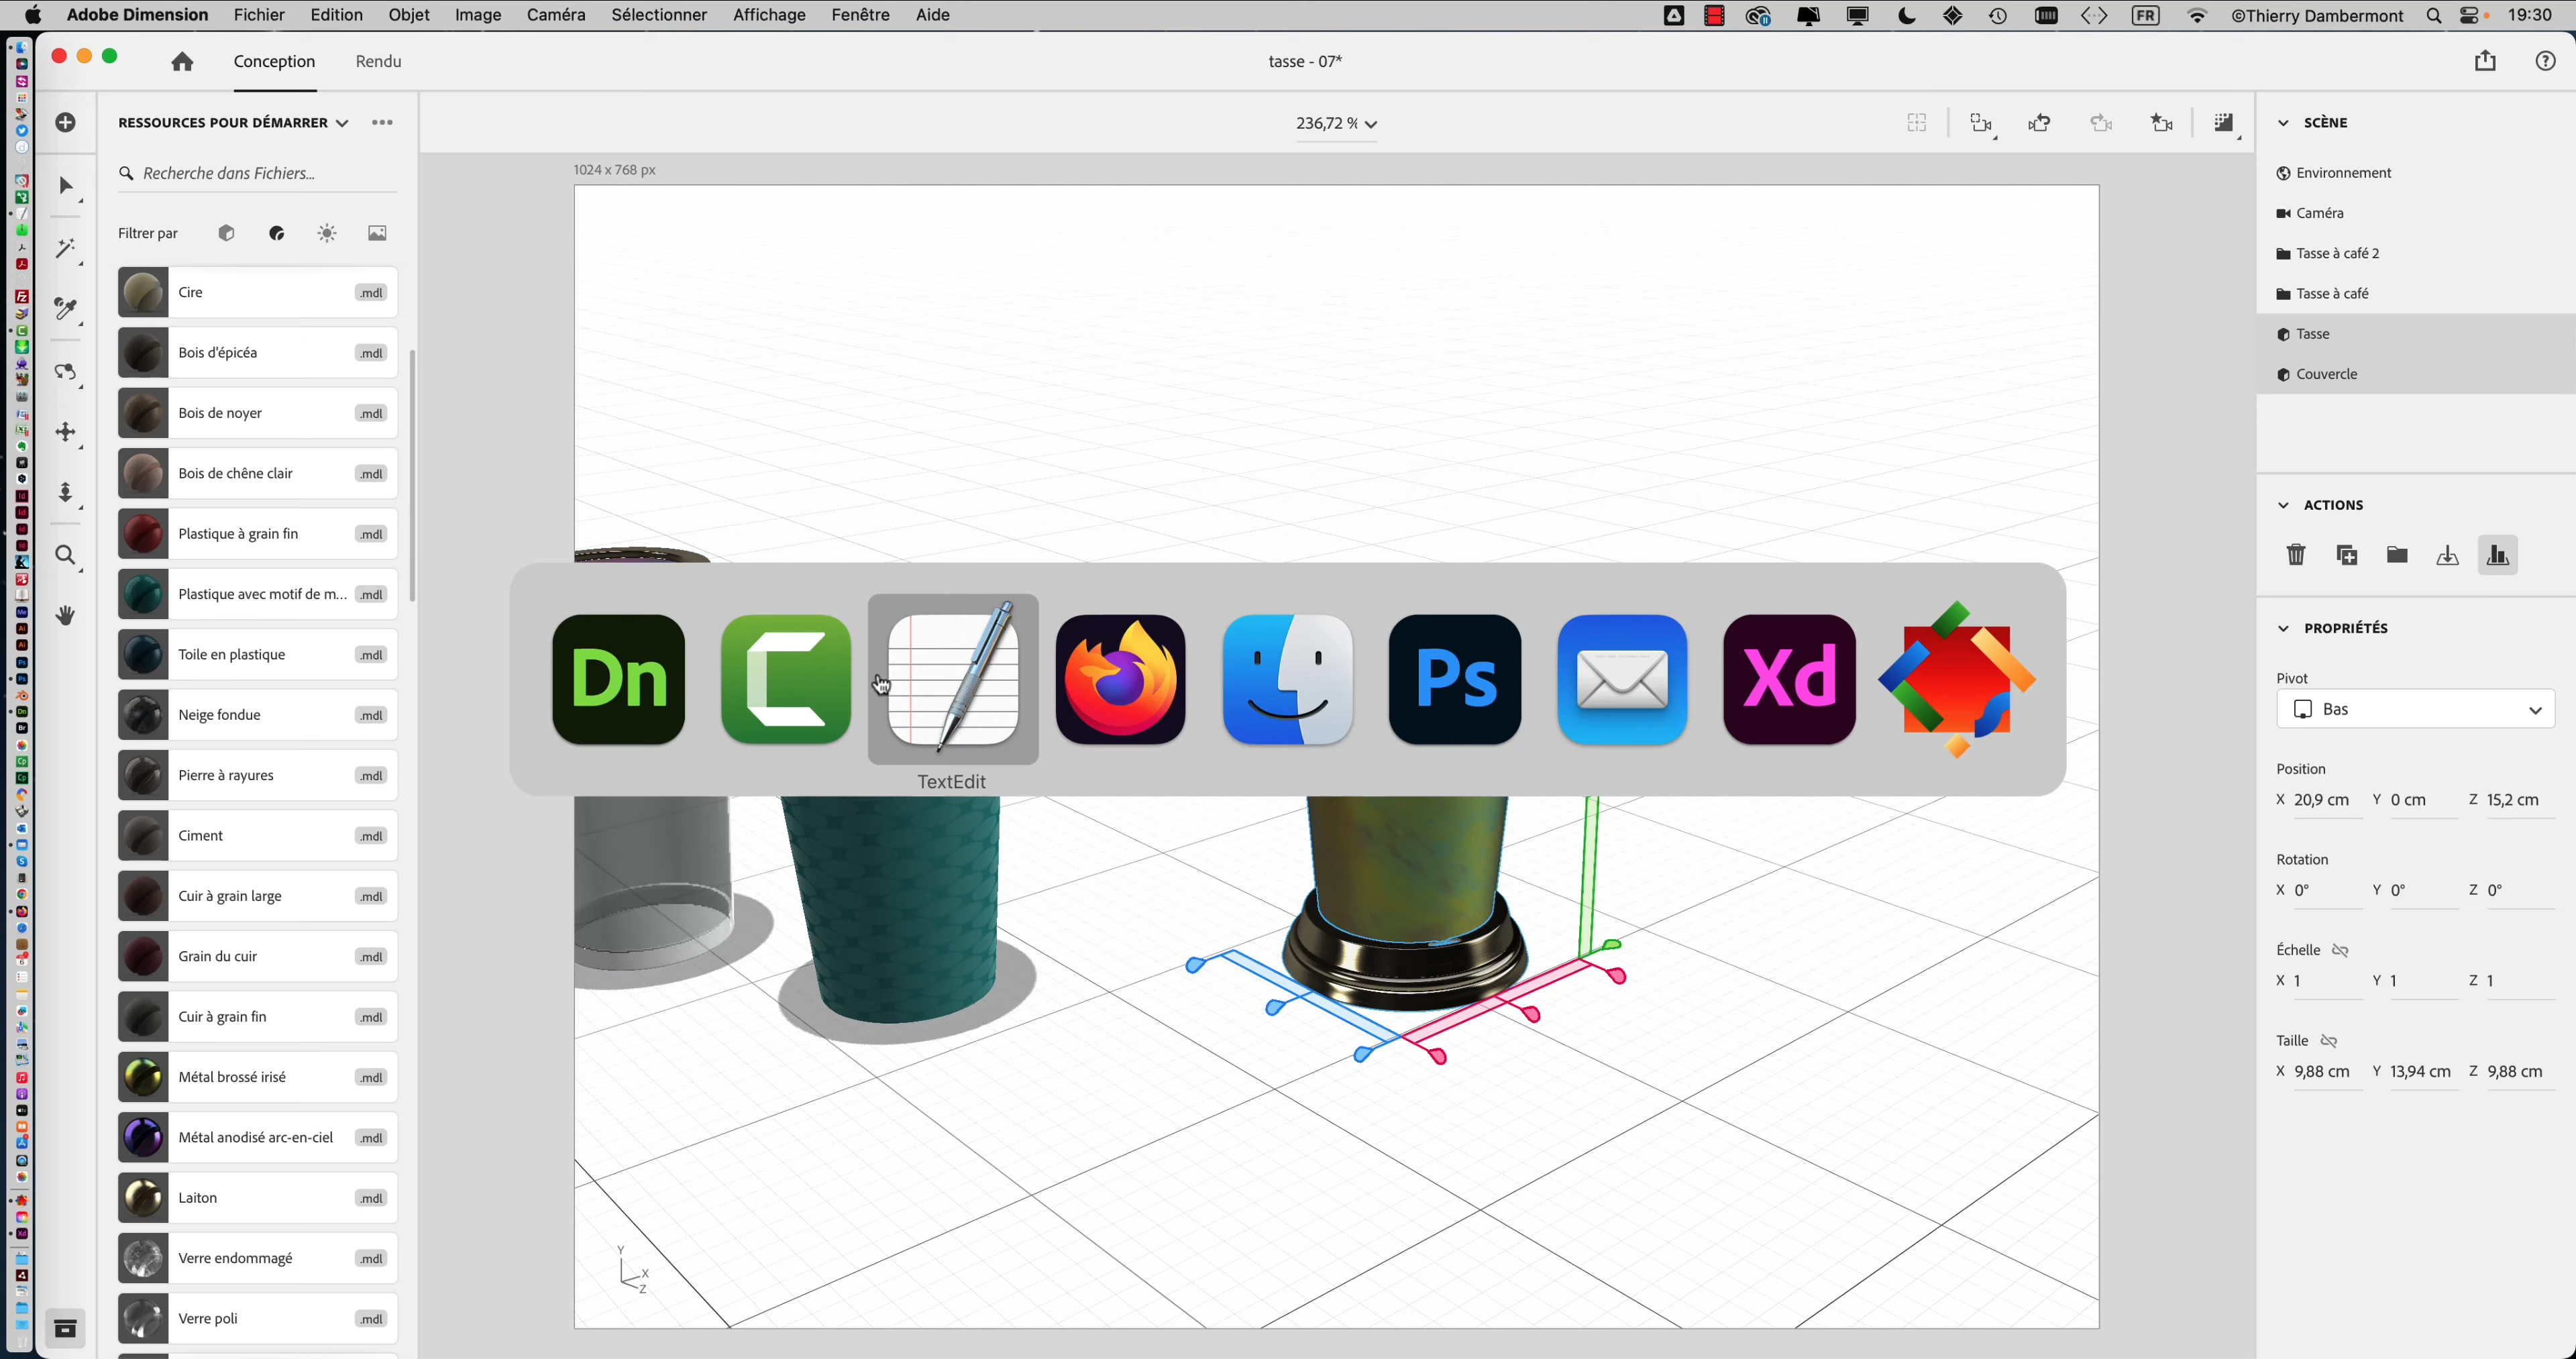 Adobe Dimension Fichier Edition Objet Image Caméra Sélectionner Affichage Fenêtre Aide FR ©Thierry Dambermont 19:30
Conception Rendu tasse - 07*
RESSOURCES POUR DÉMARRER
236,72 %
Recherche dans Fichiers...
Filtrer par
Cire .mdl
Bois d'épicéa .mdl
Bois de noyer .mdl
Bois de chêne clair .mdl
Plastique à grain fin .mdl
Plastique avec motif de m... .mdl
Toile en plastique .mdl
Neige fondue .mdl
Pierre à rayures .mdl
Ciment .mdl
Cuir à grain large .mdl
Grain du cuir .mdl
Cuir à grain fin .mdl
Métal brossé irisé .mdl
Métal anodisé arc-en-ciel .mdl
Laiton .mdl
Verre endommagé .mdl
Verre poli .mdl
1024 x 768 px
Dn C Ps Xd
TextEdit
Y
X
Z
SCÈNE
Environnement
Caméra
Tasse à café 2
Tasse à café
Tasse
Couvercle
ACTIONS
PROPRIÉTÉS
Pivot
Bas
Position
X 20,9 cm Y 0 cm Z 15,2 cm
Rotation
X 0° Y 0° Z 0°
Échelle
X 1 Y 1 Z 1
Taille
X 9,88 cm Y 13,94 cm Z 9,88 cm